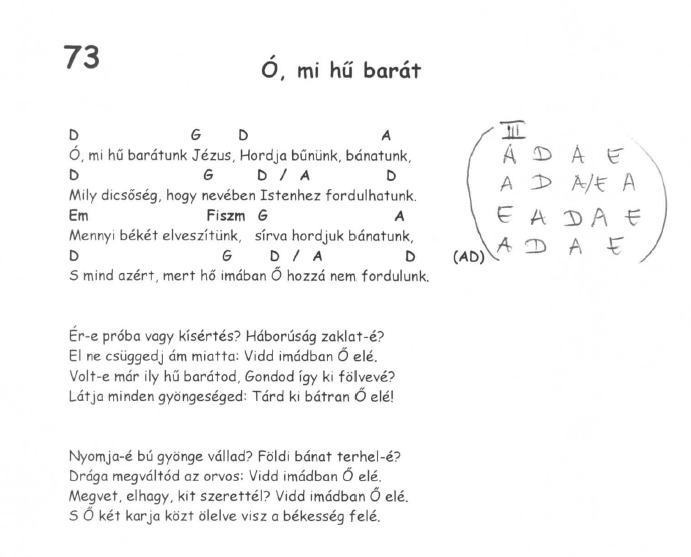 73
Ó, mi hű barát
D G D A
Ó, mi hű barátunk Jézus, Hordja bűnünk, bánatunk,
D G D / A D
Mily dicsőség, hogy nevében Istenhez fordulhatunk.
Em Fiszm G A
Mennyi békét elveszítünk, sírva hordjuk bánatunk,
D G D / A D (AD)
S mind azért, mert hő imában Ő hozzá nem fordulunk.
III
A D A E
A D A/E A
E A D A E
A D A E
Ér-e próba vagy kísértés? Háborúság zaklat-é?
El ne csüggedj ám miatta: Vidd imádban Ő elé.
Volt-e már ily hű barátod, Gondod így ki fölvevé?
Látja minden gyöngeséged: Tárd ki bátran Ő elé!
Nyomja-é bú gyönge vállad? Földi bánat terhel-é?
Drága megváltód az orvos: Vidd imádban Ő elé.
Megvet, elhagy, kit szerettél? Vidd imádban Ő elé.
S Ő két karja közt ölelve visz a békesség felé.